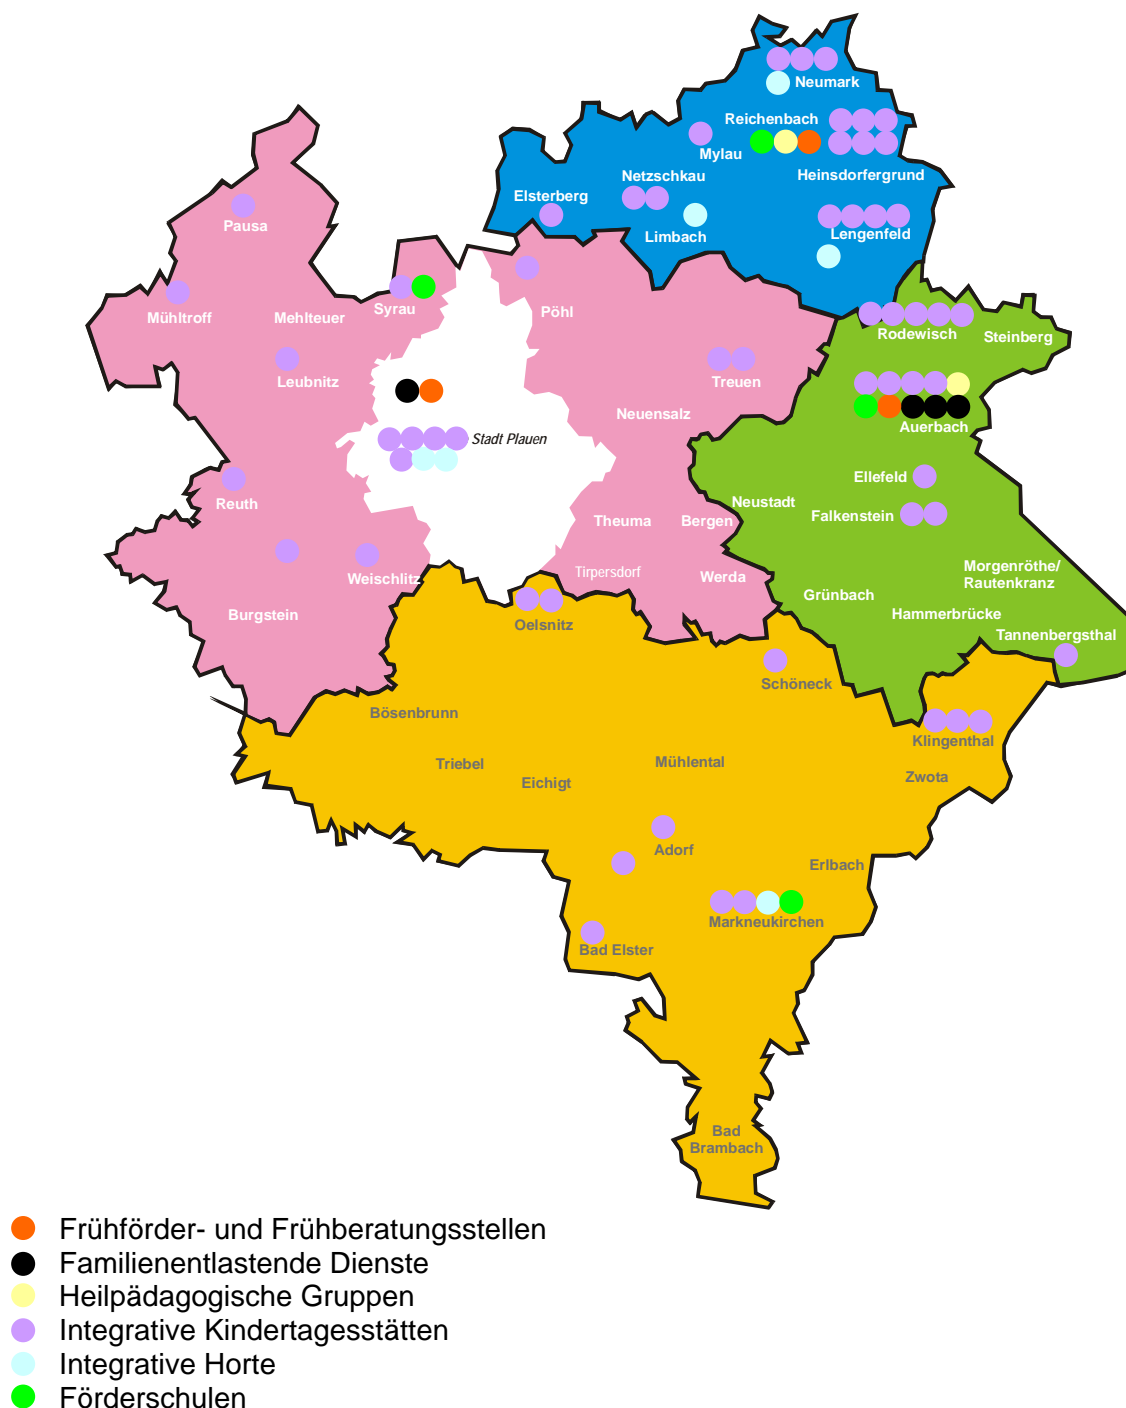 Neumark
Reichenbach
Mylau
Heinsdorfergrund
Netzschkau
Elsterberg
Limbach
Lengenfeld
Pausa
Mühltroff
Mehlteuer
Syrau
Pöhl
Rodewisch
Steinberg
Leubnitz
Treuen
Neuensalz
Auerbach
Stadt Plauen
Ellefeld
Reuth
Neustadt
Falkenstein
Theuma
Bergen
Weischlitz
Tirpersdorf
Werda
Morgenröthe/
Rautenkranz
Grünbach
Burgstein
Hammerbrücke
Oelsnitz
Tannenbergsthal
Schöneck
Bösenbrunn
Klingenthal
Triebel
Mühlental
Eichigt
Zwota
Adorf
Erlbach
Markneukirchen
Bad Elster
Bad
Brambach
Frühförder- und Frühberatungsstellen
Familienentlastende Dienste
Heilpädagogische Gruppen
Integrative Kindertagesstätten
Integrative Horte
Förderschulen